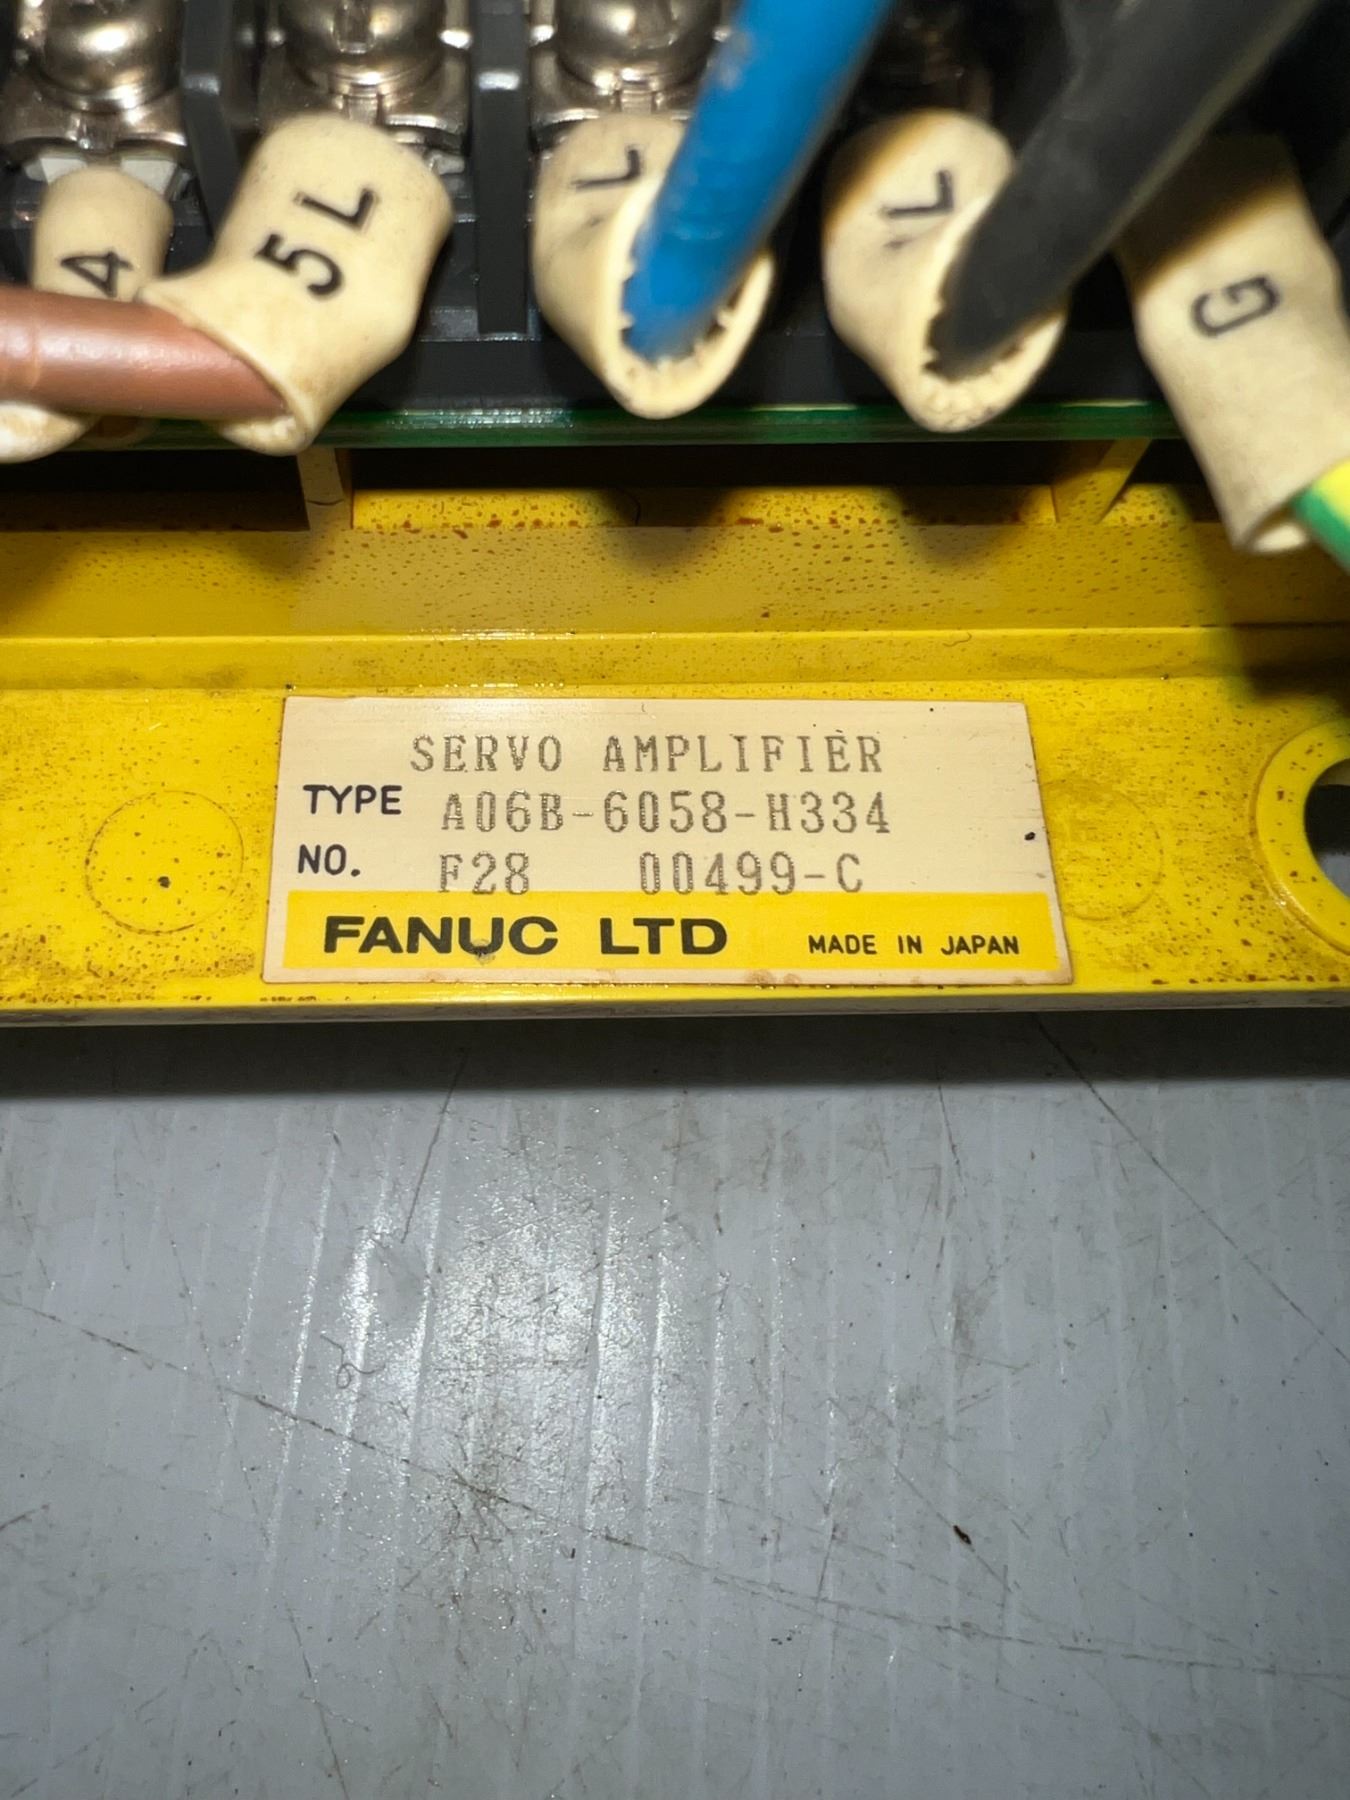 4
5L
L
L
G
SERVO AMPLIFIER
TYPE A06B-6058-H334
NO. F28 00499-C
FANUC LTD MADE IN JAPAN